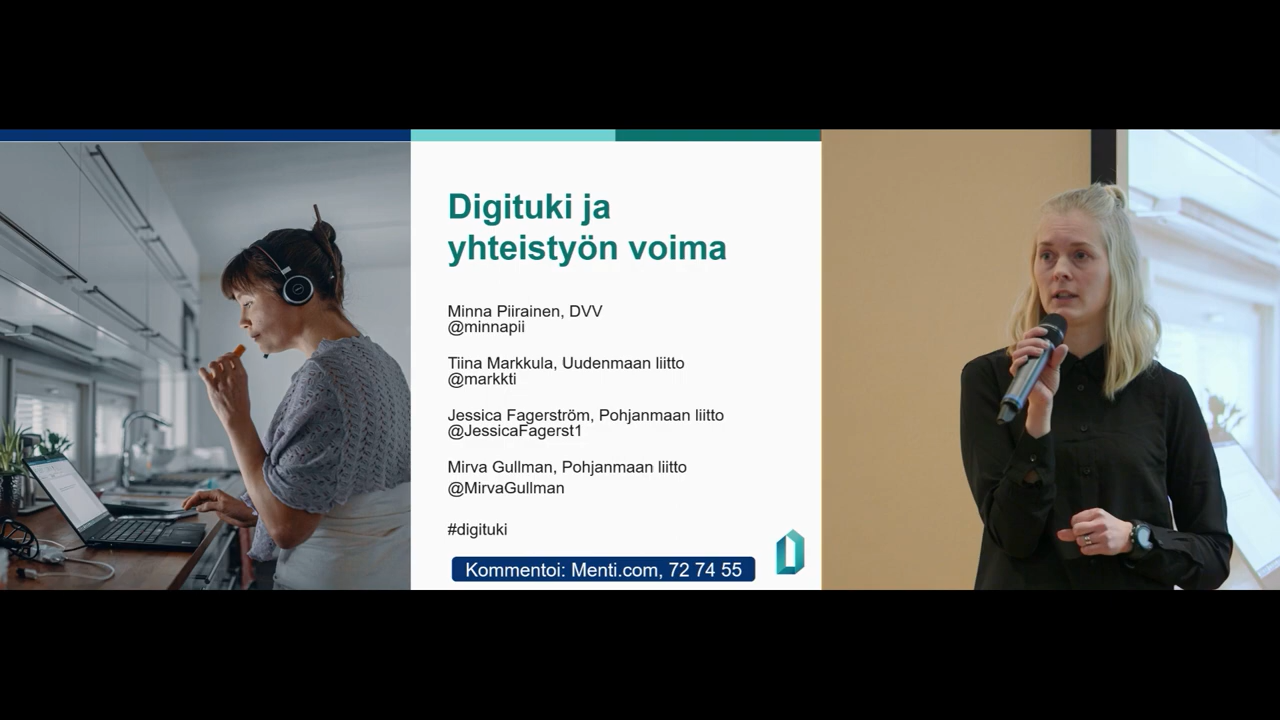 Digituki ja
yhteistyön voima
Minna Piirainen, DVV
@minnapii
Tiina Markkula, Uudenmaan liitto
@markkti
Jessica Fagerström, Pohjanmaan liitto
@JessicaFagerst1
Mirva Gullman, Pohjanmaan liitto
@MirvaGullman
#digituki
Kommentoi: Menti.com, 72 74 55